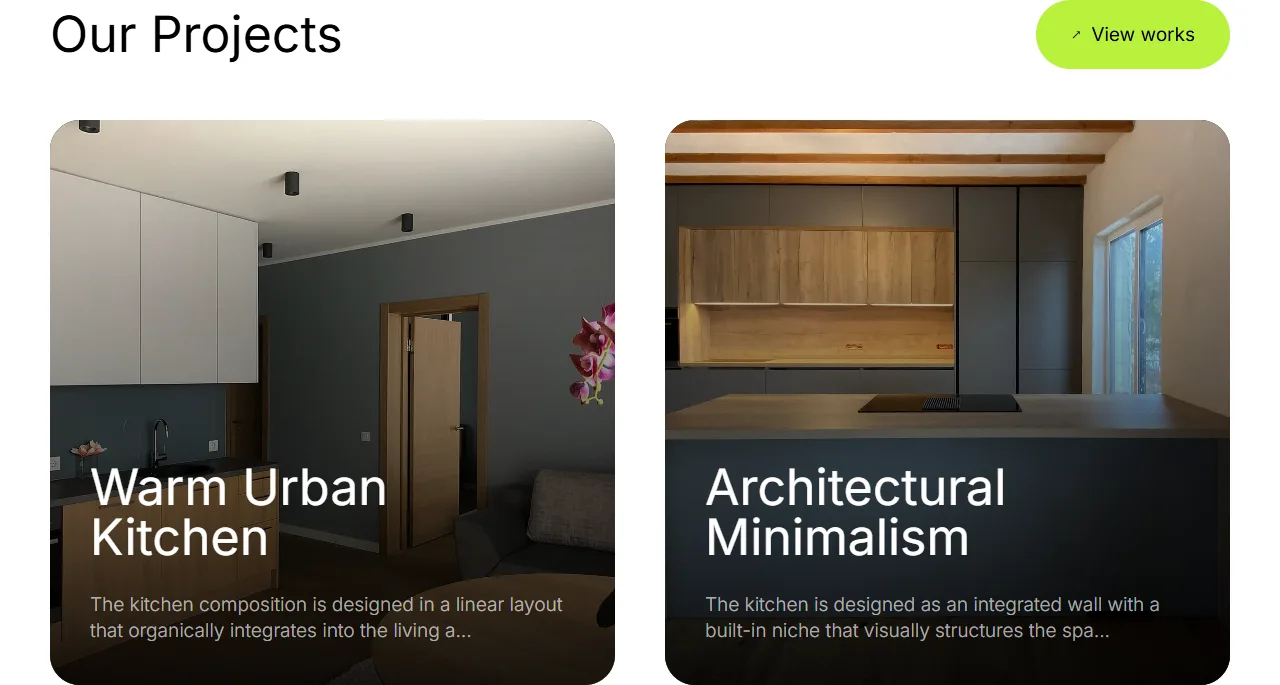 Our Projects
↗ View works
Warm Urban
Kitchen
The kitchen composition is designed in a linear layout
that organically integrates into the living a...
Architectural
Minimalism
The kitchen is designed as an integrated wall with a
built-in niche that visually structures the spa...